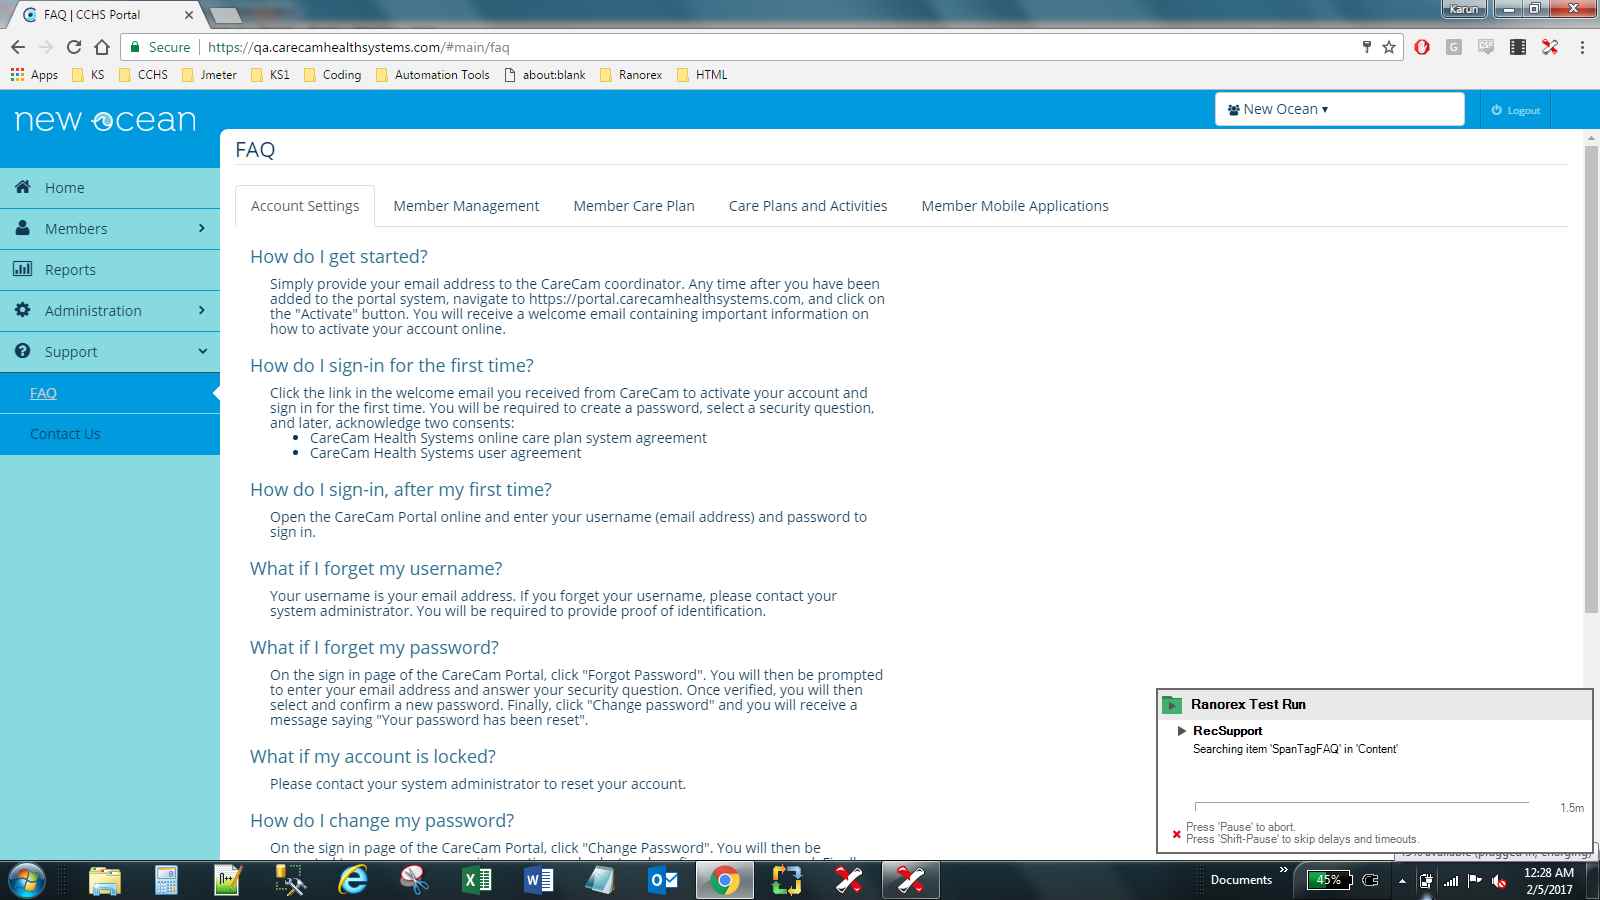 FAQ | CCHS Portal
Karun
Secure https://qa.carecamhealthsystems.com/#main/faq
Apps KS CCHS Jmeter KS1 Coding Automation Tools about:blank Ranorex HTML
new ocean
New Ocean
Logout
FAQ
Home
Members
Reports
Administration
Support
FAQ
Contact Us
Account Settings Member Management Member Care Plan Care Plans and Activities Member Mobile Applications
How do I get started?
Simply provide your email address to the CareCam coordinator. Any time after you have been
added to the portal system, navigate to https://portal.carecamhealthsystems.com, and click on
the "Activate" button. You will receive a welcome email containing important information on
how to activate your account online.
How do I sign-in for the first time?
Click the link in the welcome email you received from CareCam to activate your account and
sign in for the first time. You will be required to create a password, select a security question,
and later, acknowledge two consents:
CareCam Health Systems online care plan system agreement
CareCam Health Systems user agreement
How do I sign-in, after my first time?
Open the CareCam Portal online and enter your username (email address) and password to
sign in.
What if I forget my username?
Your username is your email address. If you forget your username, please contact your
system administrator. You will be required to provide proof of identification.
What if I forget my password?
On the sign in page of the CareCam Portal, click "Forgot Password". You will then be prompted
to enter your email address and answer your security question. Once verified, you will then
select and confirm a new password. Finally, click "Change password" and you will receive a
message saying "Your password has been reset".
What if my account is locked?
Please contact your system administrator to reset your account.
How do I change my password?
On the sign in page of the CareCam Portal, click "Change Password". You will then be
Ranorex Test Run
RecSupport
Searching item 'SpanTagFAQ' in 'Content'
1.5m
Press 'Pause' to abort.
Press 'Shift-Pause' to skip delays and timeouts.
Documents
45%
12:28 AM
2/5/2017